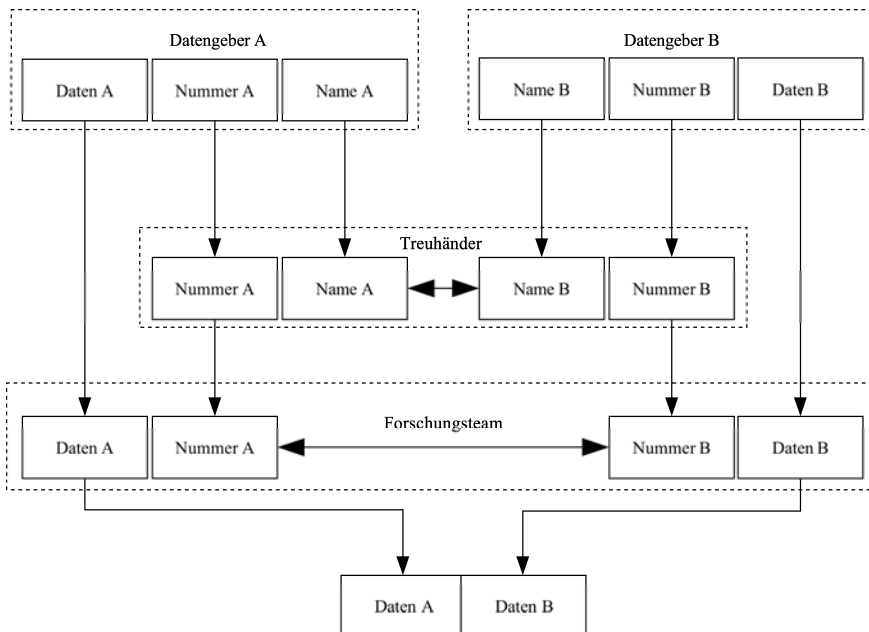 Datengeber A
Datengeber B
Daten A
Nummer A
Name A
Name B
Nummer B
Daten B
Treuhänder
Nummer A
Name A
Name B
Nummer B
Forschungsteam
Daten A
Nummer A
Nummer B
Daten B
Daten A
Daten B